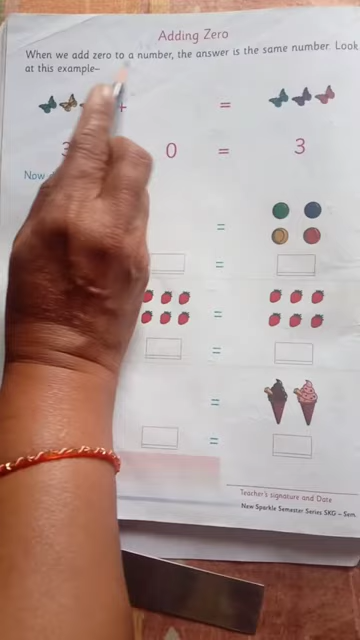 Adding Zero
When we add zero to a number, the answer is the same number. Look
at this example–
+ =
3 0 = 3
Now
=
=
=
=
=
=
Teacher's signature and Date
New Sparkle Semester Series SKG – Sem.